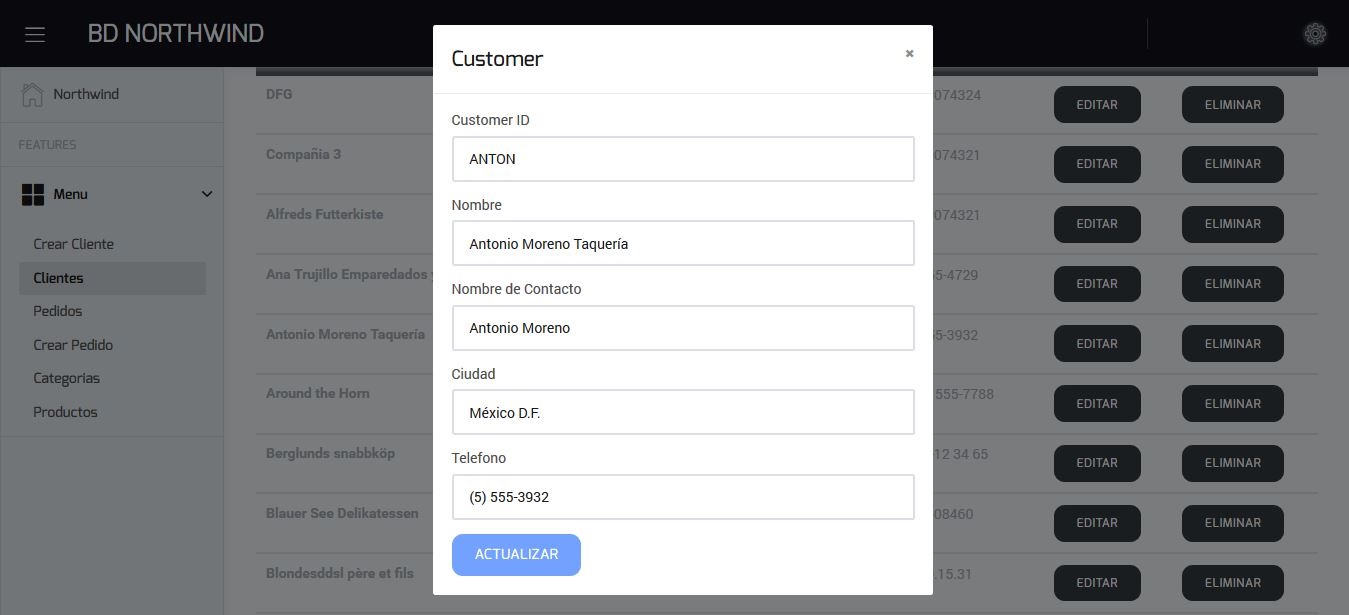 BD NORTHWIND
Northwind
FEATURES
Menu
Crear Cliente
Clientes
Pedidos
Crear Pedido
Categorias
Productos
Customer
×
Customer ID
ANTON
Nombre
Antonio Moreno Taquería
Nombre de Contacto
Antonio Moreno
Ciudad
México D.F.
Telefono
(5) 555-3932
ACTUALIZAR
DFG 074324 EDITAR ELIMINAR
Compañia 3 074321 EDITAR ELIMINAR
Alfreds Futterkiste 074321 EDITAR ELIMINAR
Ana Trujillo Emparedados 5-4729 EDITAR ELIMINAR
Antonio Moreno Taquería 5-3932 EDITAR ELIMINAR
Around the Horn 555-7788 EDITAR ELIMINAR
Berglunds snabbköp 12 34 65 EDITAR ELIMINAR
Blauer See Delikatessen 08460 EDITAR ELIMINAR
Blondesddsl père et fils .15.31 EDITAR ELIMINAR